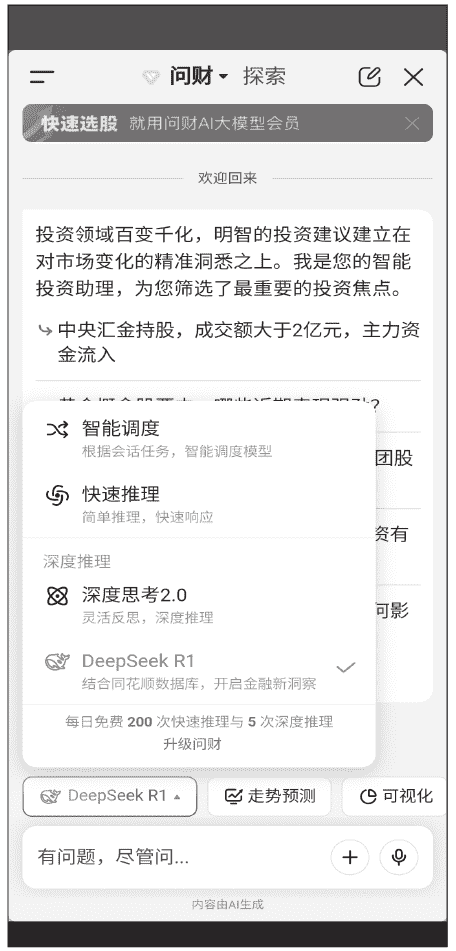 问财 探索
快速选股 就用问财AI大模型会员
欢迎回来
投资领域百变千化，明智的投资建议建立在
对市场变化的精准洞悉之上。我是您的智能
投资助理，为您筛选了最重要的投资焦点。
中央汇金持股，成交额大于2亿元，主力资
金流入
智能调度
根据会话任务，智能调度模型
团股
快速推理
简单推理，快速响应
资有
深度推理
深度思考2.0
灵活反思，深度推理
何影
DeepSeek R1
结合同花顺数据库，开启金融新洞察
每日免费 200 次快速推理与 5 次深度推理
升级问财
DeepSeek R1 走势预测 可视化
有问题，尽管问...
内容由AI生成